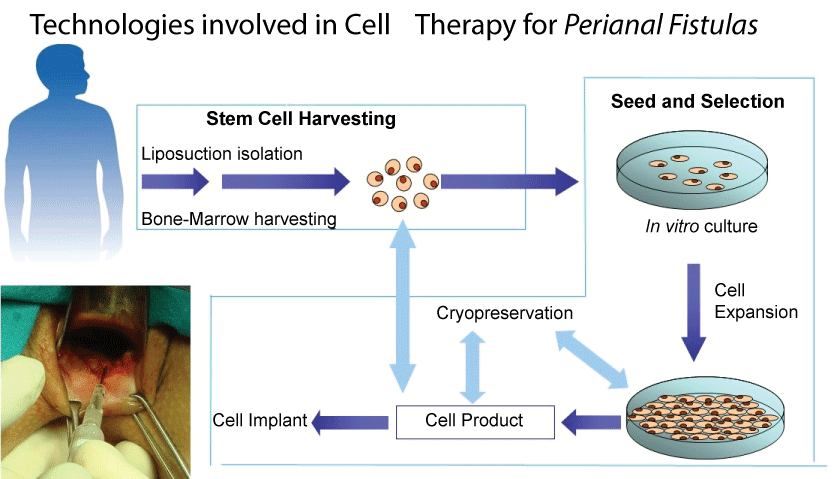 Technologies involved in Cell Therapy for Perianal Fistulas
Stem Cell Harvesting
Liposuction isolation
Bone-Marrow harvesting
Seed and Selection
In vitro culture
Cell
Expansion
Cryopreservation
Cell Implant
Cell Product